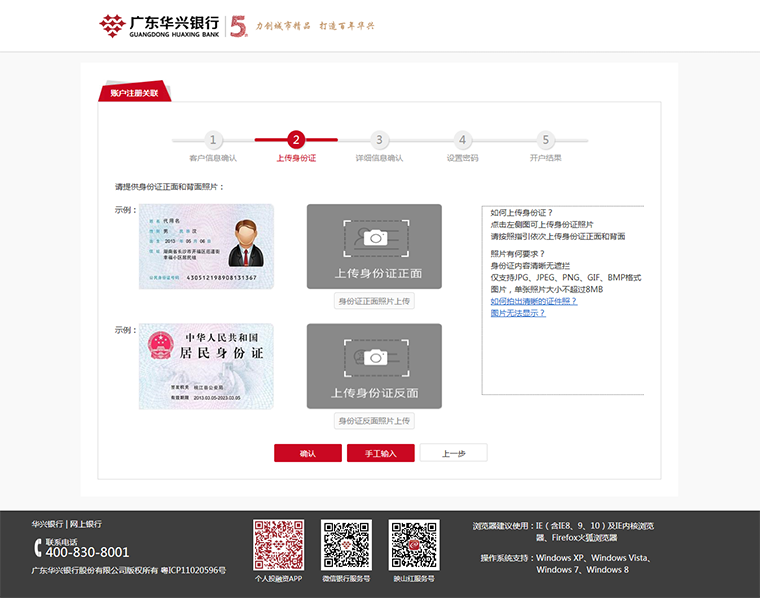 广东华兴银行
GUANGDONG HUAXING BANK
5
力创城市精品 打造百年华兴
账户注册关联
1 2 3 4 5
客户信息确认 上传身份证 详细信息确认 设置密码 开户结果
请提供身份证正面和背面照片：
示例：
姓 名 代用名
性 别 男 民 族 汉
2013 年 05 月 06 日
湖南省长沙市开福区巡道街
幸福小区居民组
公民身份证号码 430512198908131367
上传身份证正面
身份证正面照片上传
示例：
中华人民共和国
居民身份证
签发机关 枝江县公安局
有效期限 2013.03.05-2023.03.05
上传身份证反面
身份证反面照片上传
如何上传身份证？
点击左侧面可上传身份证照片
请按照指引依次上传身份证正面和背面
照片有何要求？
身份证内容清晰无遮拦
仅支持JPG、JPEG、PNG、GIF、BMP格式
图片，单张照片大小不超过8MB
如何拍出清晰的证件照？
图片无法显示？
确认 手工输入 上一步
华兴银行 | 网上银行
联系电话
400-830-8001
广东华兴银行股份有限公司版权所有 粤ICP11020596号
个人投融资APP 微信银行服务号 映山红服务号
浏览器建议使用：IE（含IE8、9、10）及IE内核浏览
器、Firefox火狐浏览器
操作系统支持：Windows XP、Windows Vista、
Windows 7、Windows 8